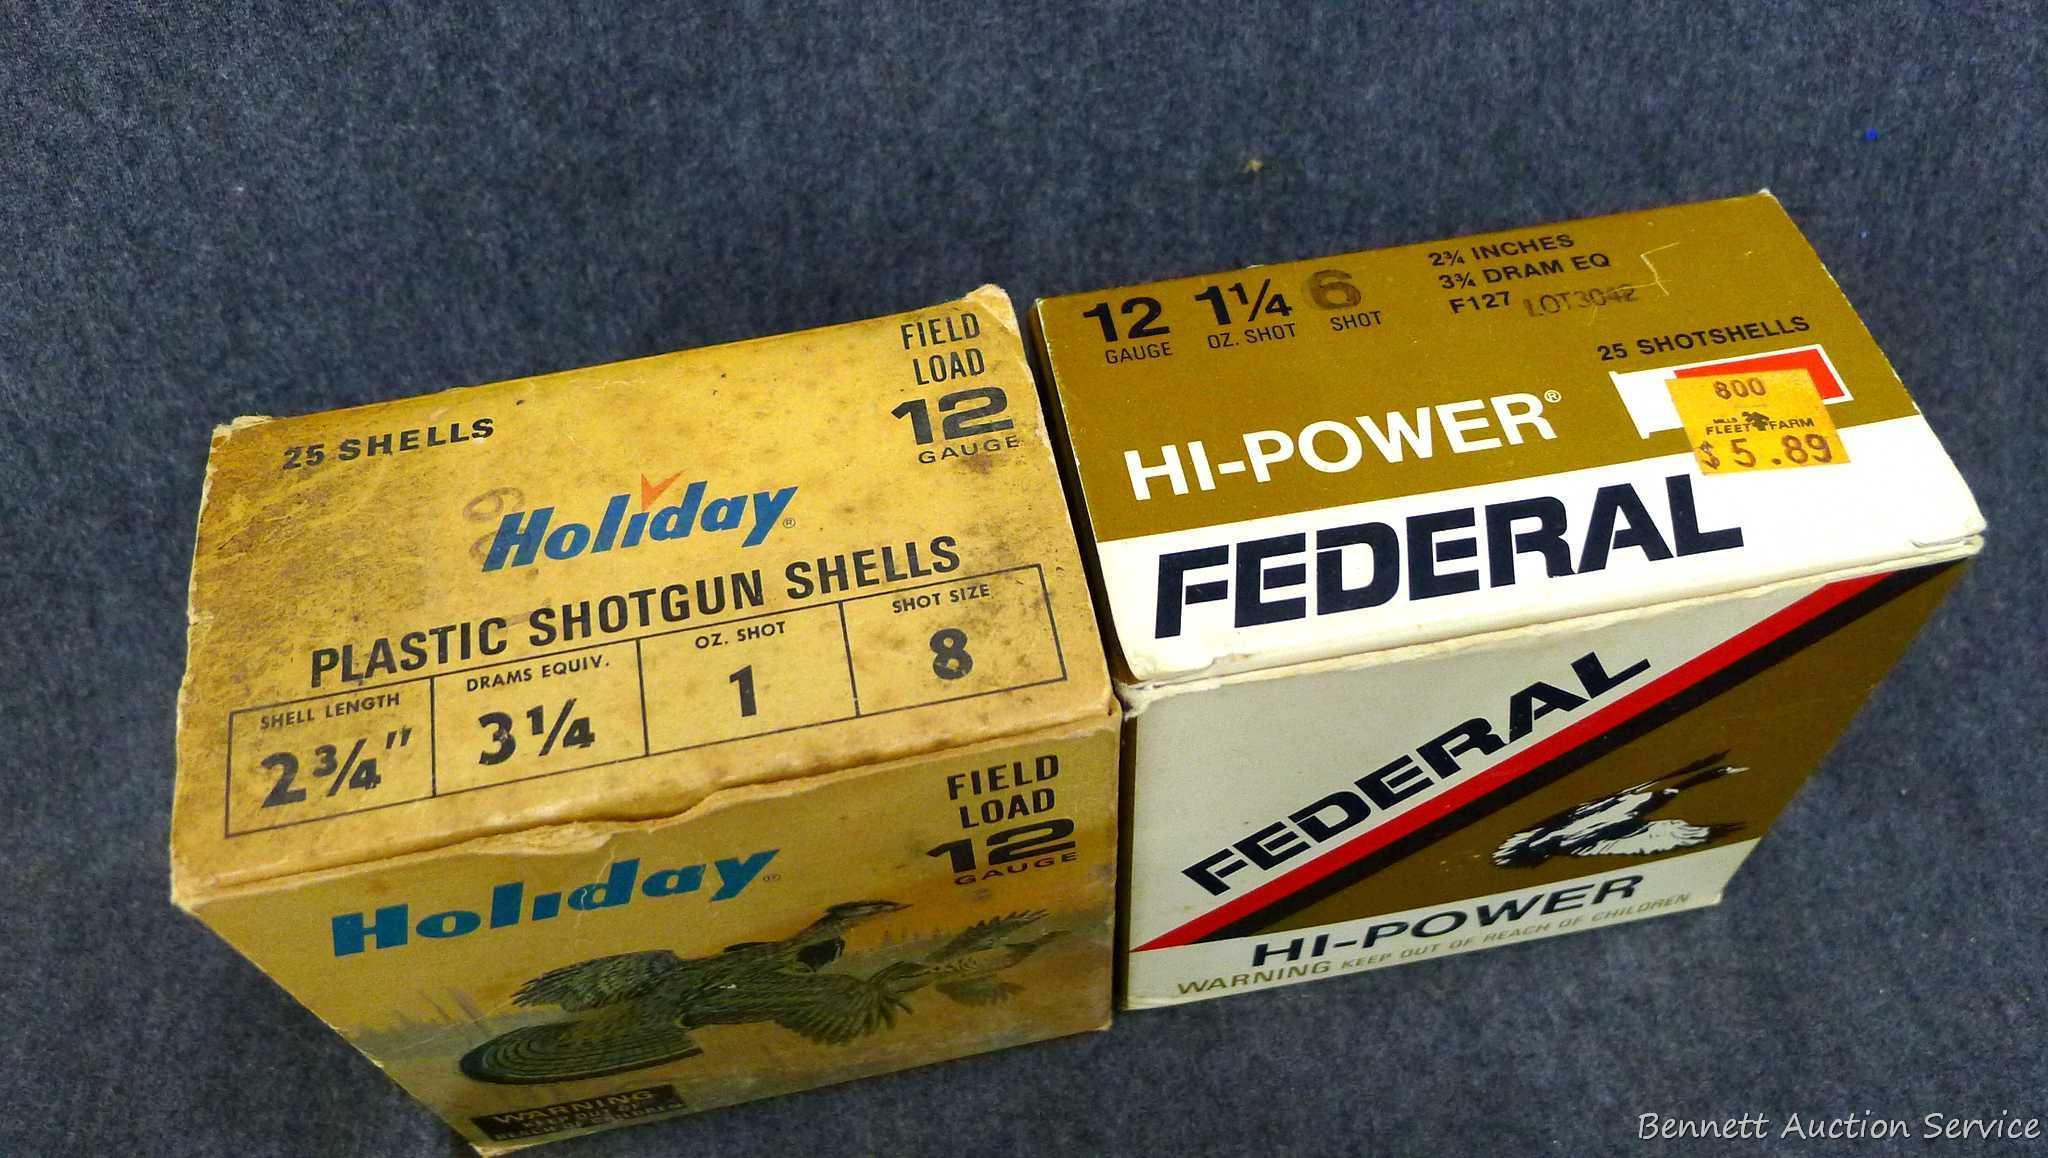 25 SHELLS
FIELD
LOAD
12
GAUGE
Holiday®
PLASTIC SHOTGUN SHELLS
SHELL LENGTH DRAMS EQUIV. OZ. SHOT SHOT SIZE
2¾" 3¼ 1 8
Holiday®
FIELD
LOAD
12
GAUGE
WARNING
12 1¼ 6
GAUGE OZ. SHOT SHOT
2¾ INCHES
3¾ DRAM EQ
F127 LOT3042
25 SHOTSHELLS
HI-POWER®
FEDERAL
800
MILLS
FLEET FARM
$5.89
FEDERAL
HI-POWER
WARNING KEEP OUT OF REACH OF CHILDREN
Bennett Auction Service